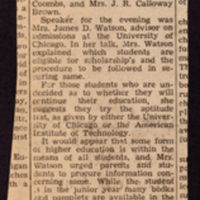 Coombs, and Mrs. J. R. Calloway
Brown.
Speaker for the evening was
Mrs. James D. Watson, advisor on
admissions at the University of
Chicago. In her talk, Mrs. Watson
explained which students are
eligible for scholarship's and the
procedure to be followed in se-
curing same.
For those students who are un-
decided as to whether they will
continue their education, she
suggests they try the aptitude
test, as given by either the Uni-
versity of Chicago or the American
Institute of Technology.
It would appear that some form
of higher education is within the
means of all students, and Mrs.
Watson urged parents and stu-
dents to procure information con-
cerning same. While the student
is in the junior year many books
and pamphlets are available in the